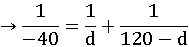 → 1/-40 = 1/d + 1/120 - d